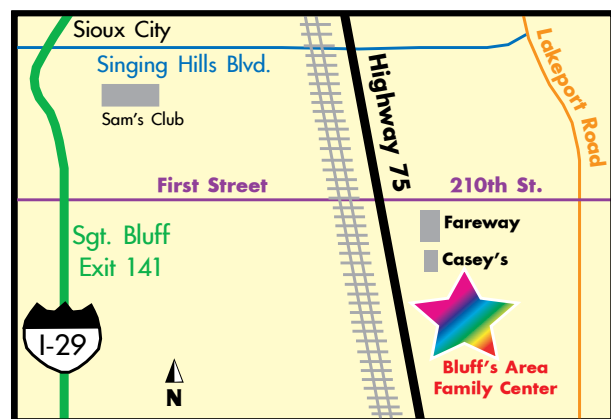 Sioux City
Singing Hills Blvd.
Sam's Club
Highway 75
Lakeport Road
First Street
210th St.
Fareway
Casey's
Sgt. Bluff
Exit 141
I-29
N
Bluff's Area
Family Center